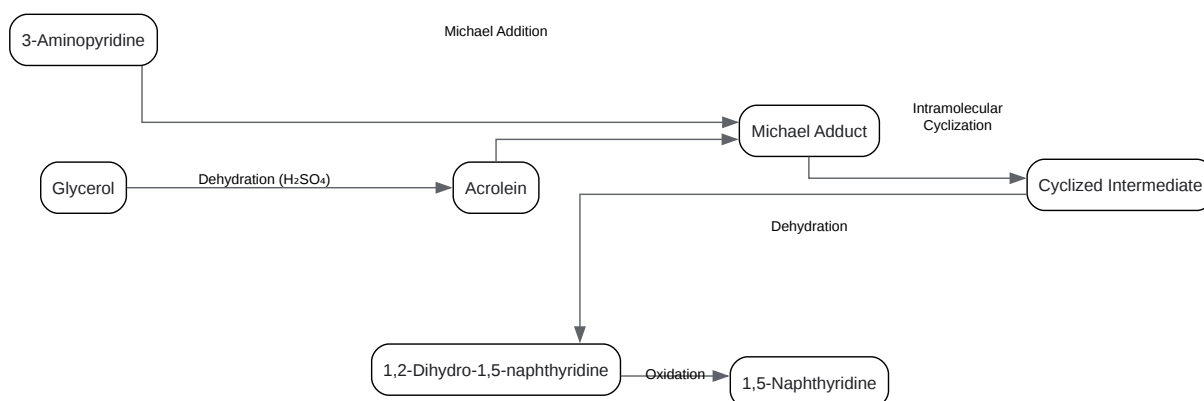 3-Aminopyridine
Michael Addition
Michael Adduct
Intramolecular
Cyclization
Glycerol
Dehydration (H₂SO₄)
Acrolein
Cyclized Intermediate
Dehydration
1,2-Dihydro-1,5-naphthyridine
Oxidation
1,5-Naphthyridine